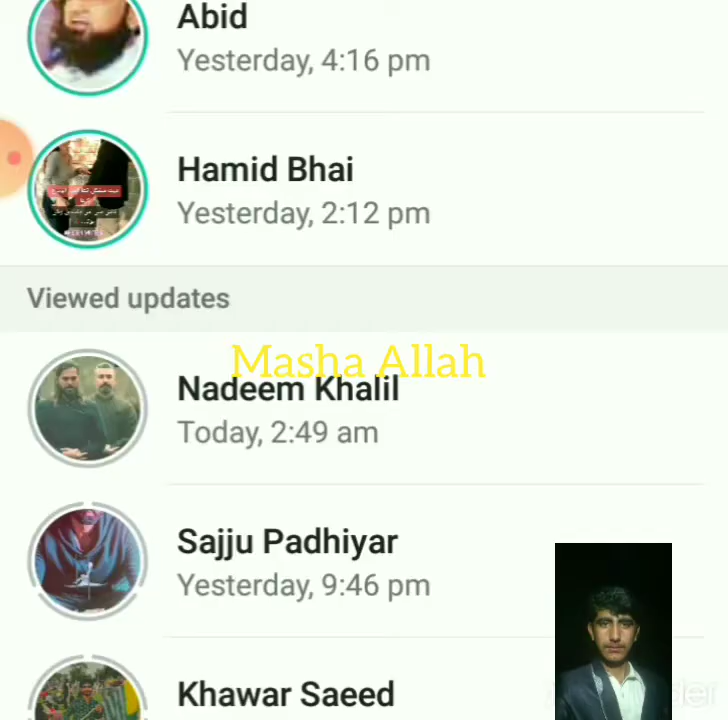 Abid
Yesterday, 4:16 pm
Hamid Bhai
Yesterday, 2:12 pm
Viewed updates
Masha Allah
Nadeem Khalil
Today, 2:49 am
Sajju Padhiyar
Yesterday, 9:46 pm
Khawar Saeed